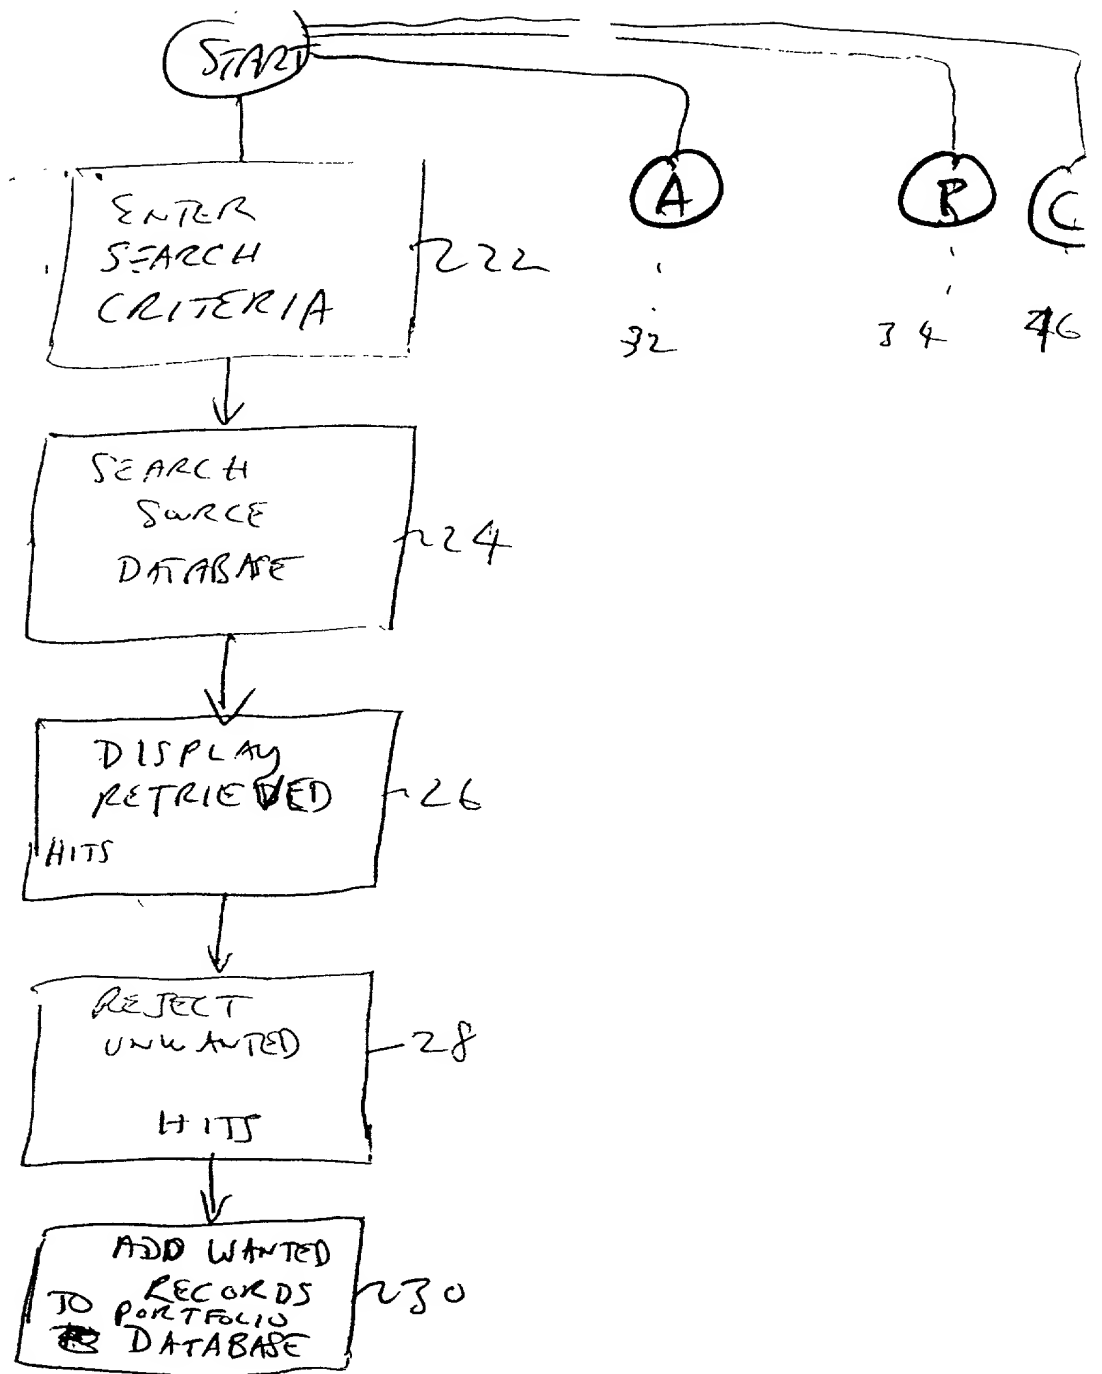 START
A
B
C
ENTER
SEARCH
CRITERIA
22
32
34
46
SEARCH
SOURCE
DATABASE
24
DISPLAY
RETRIEVED
HITS
26
REJECT
UNWANTED
HITS
28
ADD WANTED
RECORDS
TO PORTFOLIO
DATABASE
30